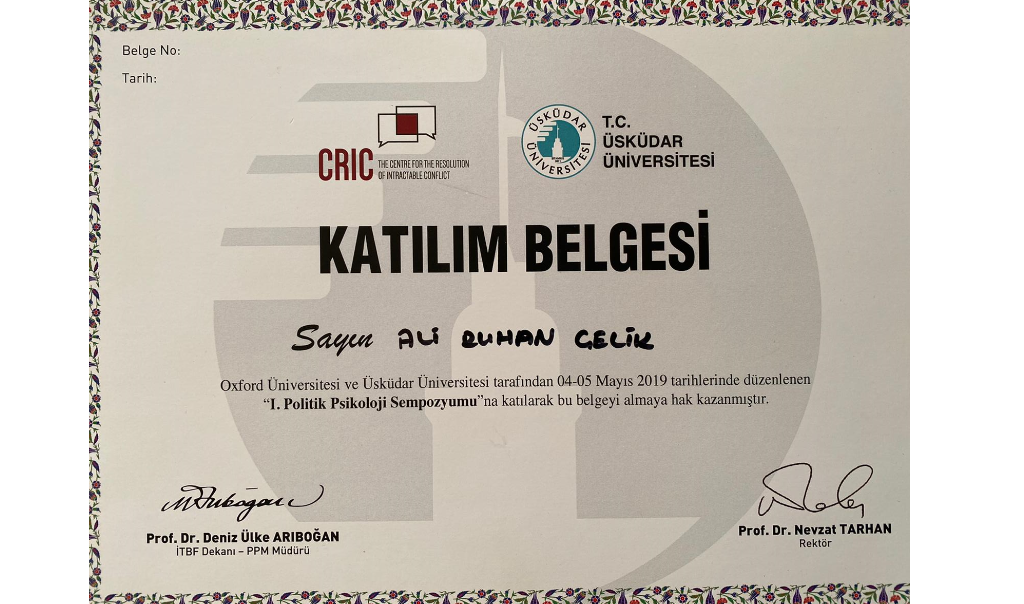 Belge No:
Tarih:
CRIC THE CENTRE FOR THE RESOLUTION
OF INTRACTABLE CONFLICT
ÜSKÜDAR
ÜNİVERSİTESİ
T.C.
ÜSKÜDAR
ÜNİVERSİTESİ
KATILIM BELGESİ
Sayın ALİ RUHAN ÇELİK
Oxford Üniversitesi ve Üsküdar Üniversitesi tarafından 04-05 Mayıs 2019 tarihlerinde düzenlenen
“I. Politik Psikoloji Sempozyumu”na katılarak bu belgeyi almaya hak kazanmıştır.
Prof. Dr. Deniz Ülke ARIBOĞAN
İTBF Dekanı – PPM Müdürü
Prof. Dr. Nevzat TARHAN
Rektör